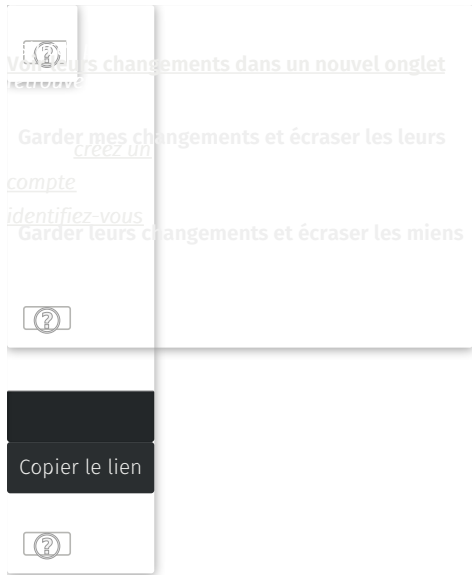 Voir leurs changements dans un nouvel onglet
retrouvé
Garder mes changements et écraser les leurs
créez un
compte
identifiez-vous
Garder leurs changements et écraser les miens
Copier le lien